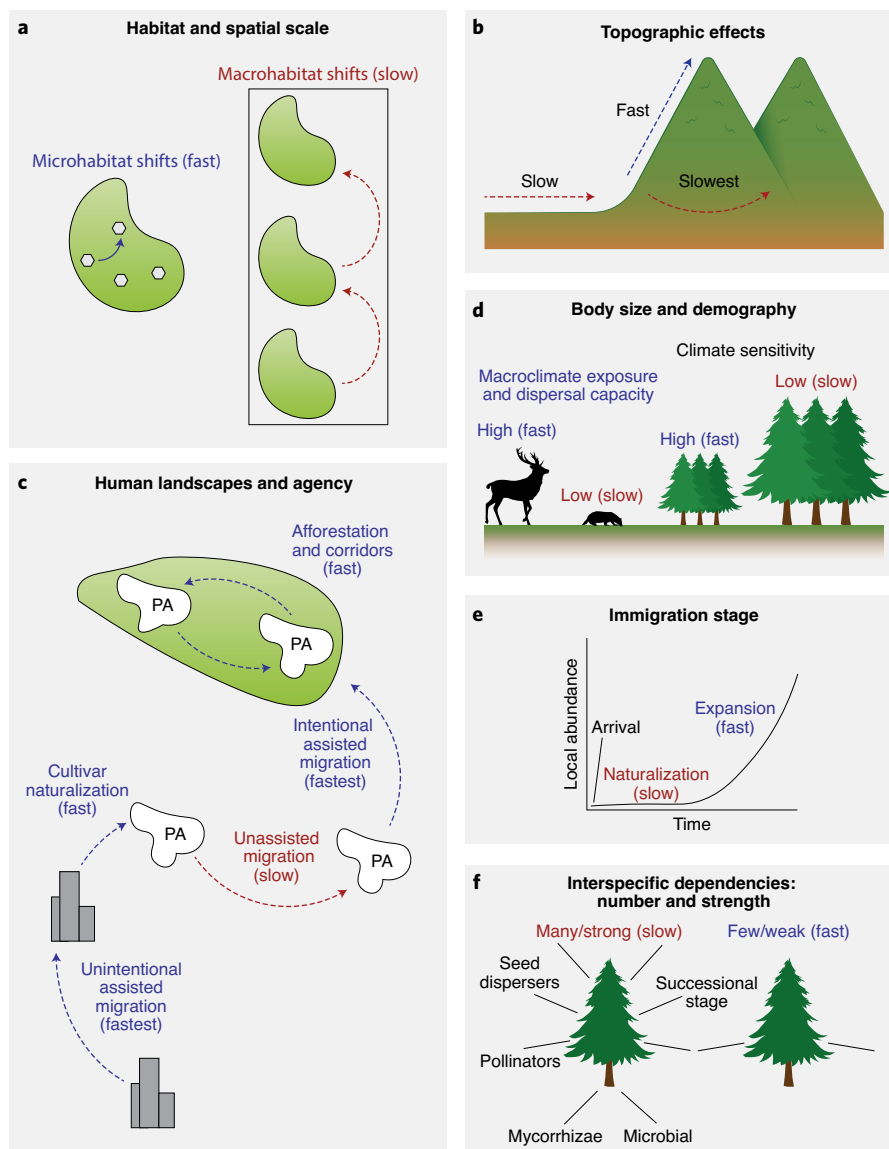 a
Habitat and spatial scale
Macrohabitat shifts (slow)
Microhabitat shifts (fast)
b
Topographic effects
Fast
Slow
Slowest
c
Human landscapes and agency
Afforestation
and corridors
(fast)
PA
PA
Intentional
assisted
migration
(fastest)
Cultivar
naturalization
(fast)
PA
Unassisted
migration
(slow)
PA
Unintentional
assisted
migration
(fastest)
d
Body size and demography
Climate sensitivity
Macroclimate exposure
and dispersal capacity
Low (slow)
High (fast)
High (fast)
Low (slow)
e
Immigration stage
Local abundance
Arrival
Expansion
(fast)
Naturalization
(slow)
Time
f
Interspecific dependencies:
number and strength
Many/strong (slow)
Few/weak (fast)
Seed
dispersers
Successional
stage
Pollinators
Mycorrhizae
Microbial